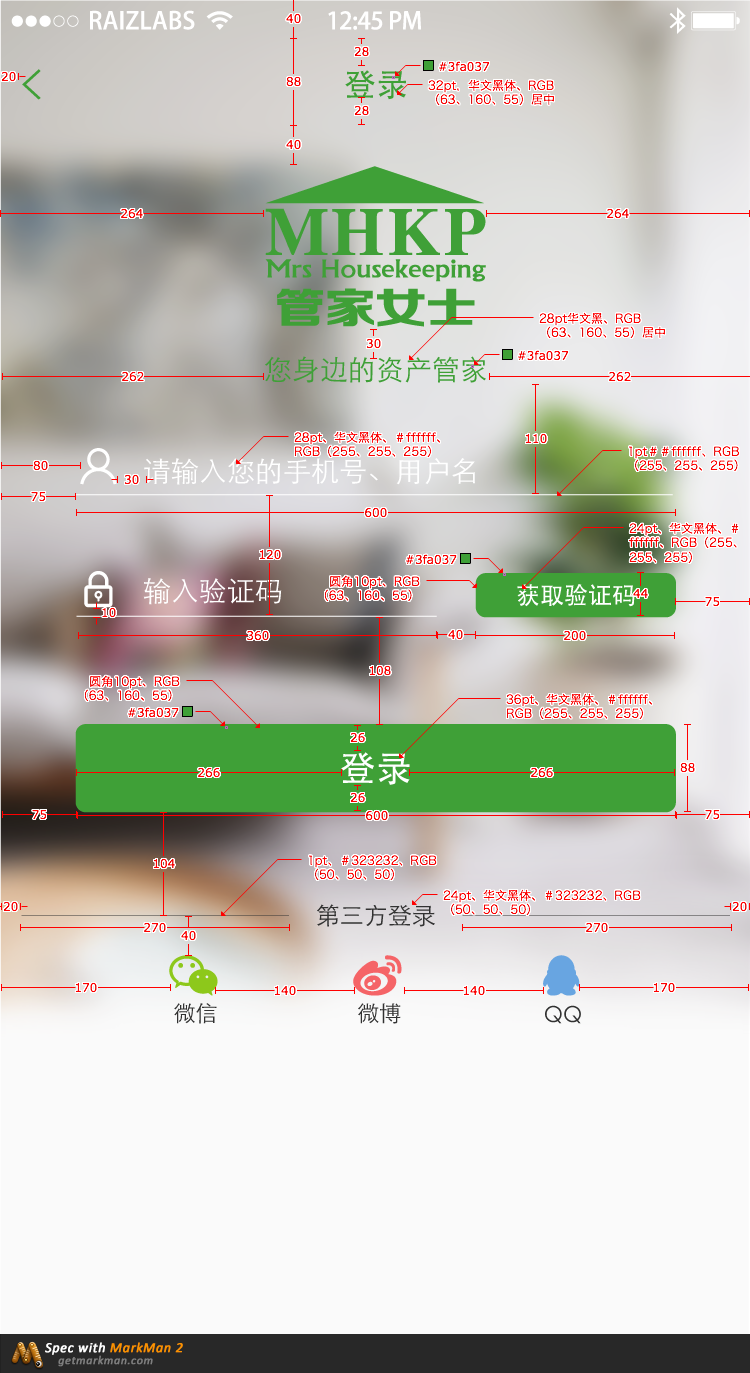 RAIZLABS 12:45 PM
40
28
#3fa037
20
88
登录
32pt、华文黑体、RGB
（63、160、55）居中
28
40
264
264
MHKP
Mrs Housekeeping
管家女士
28pt华文黑、RGB
（63、160、55）居中
30
#3fa037
262
您身边的资产管家
262
28pt、华文黑体、#ffffff、
RGB（255、255、255）
110
1pt##ffffff、RGB
（255、255、255）
80
30
请输入您的手机号、用户名
75
600
24pt、华文黑体、#
ffffff、RGB（255、
255、255）
120
#3fa037
圆角10pt、RGB
（63、160、55）
输入验证码
获取验证码
44
10
75
360
40
200
108
圆角10pt、RGB
（63、160、55）
#3fa037
36pt、华文黑体、#ffffff、
RGB（255、255、255）
26
登录
266
266
88
26
75
600
75
104
1pt、#323232、RGB
（50、50、50）
24pt、华文黑体、#323232、RGB
（50、50、50）
20
第三方登录
20
270
270
40
170
140
140
170
微信
微博
QQ
Spec with MarkMan 2
getmarkman.com